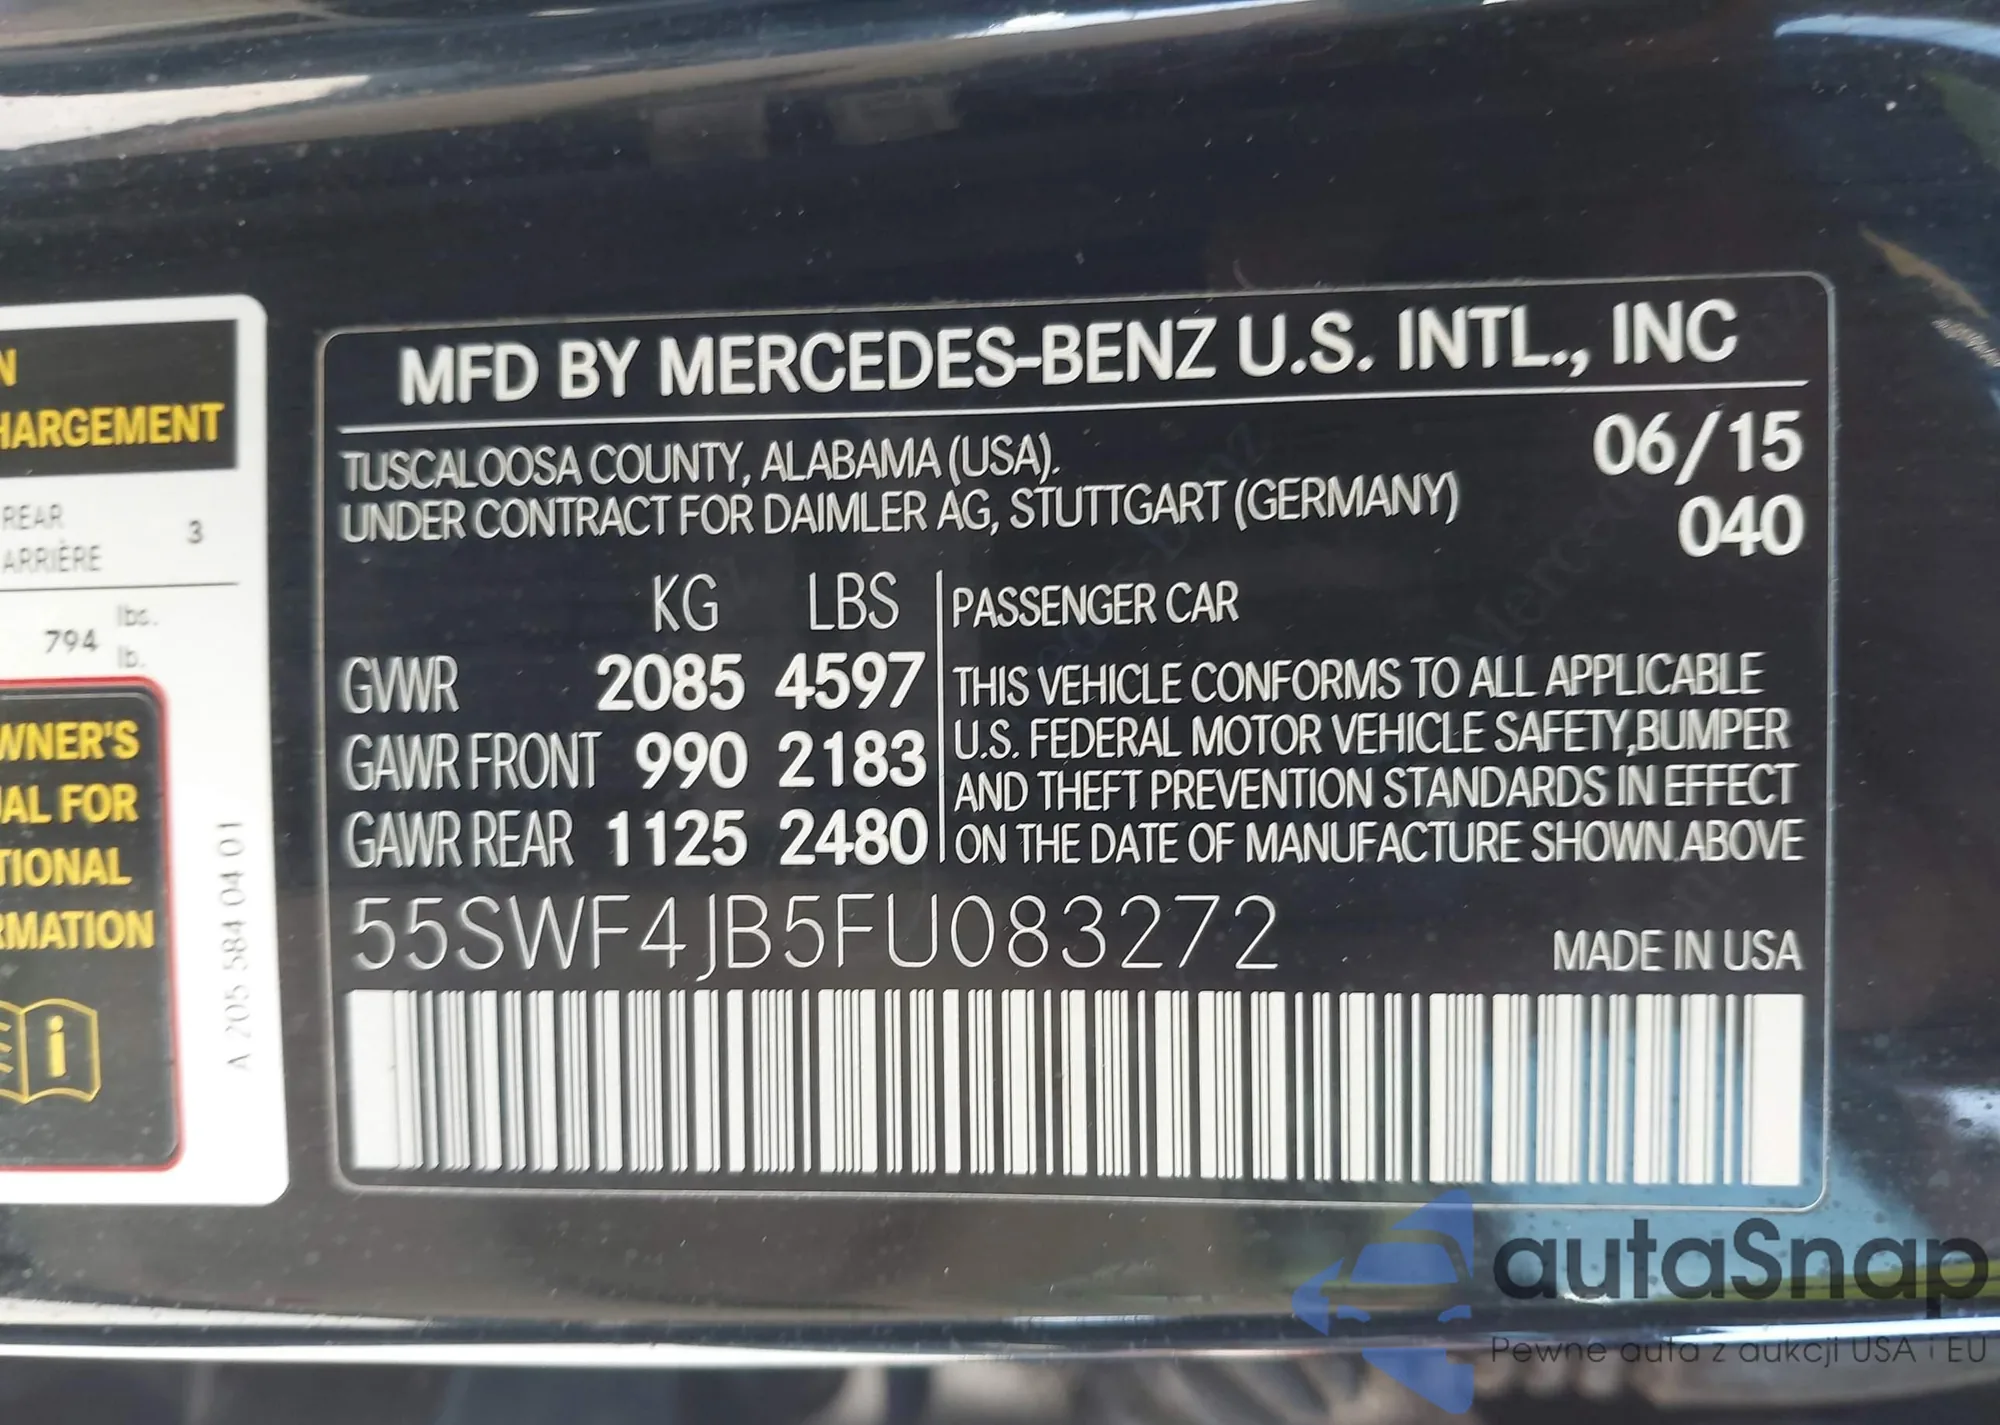 N
HARGEMENT
REAR
ARRIÈRE
3
794
lbs.
lb.
WNER'S
UAL FOR
TIONAL
RMATION
A 205 584 04 01
MFD BY MERCEDES-BENZ U.S. INTL., INC
TUSCALOOSA COUNTY, ALABAMA (USA).
UNDER CONTRACT FOR DAIMLER AG, STUTTGART (GERMANY)
06/15
040
KG LBS
GVWR 2085 4597
GAWR FRONT 990 2183
GAWR REAR 1125 2480
PASSENGER CAR
THIS VEHICLE CONFORMS TO ALL APPLICABLE
U.S. FEDERAL MOTOR VEHICLE SAFETY,BUMPER
AND THEFT PREVENTION STANDARDS IN EFFECT
ON THE DATE OF MANUFACTURE SHOWN ABOVE
55SWF4JB5FU083272
MADE IN USA
autaSnap
Pewne auta z aukcji USA i EU